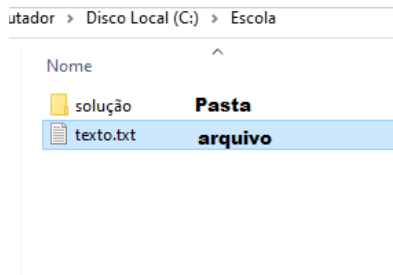 utador > Disco Local (C:) > Escola
Nome
solução Pasta
texto.txt arquivo